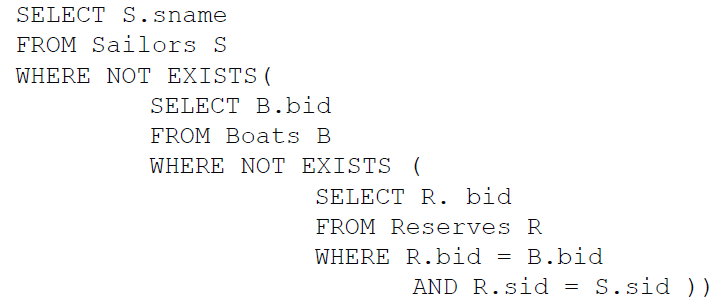 SELECT S.sname
FROM Sailors S
WHERE NOT EXISTS(
SELECT B.bid
FROM Boats B
WHERE NOT EXISTS (
SELECT R. bid
FROM Reserves R
WHERE R.bid = B.bid
AND R.sid = S.sid ))